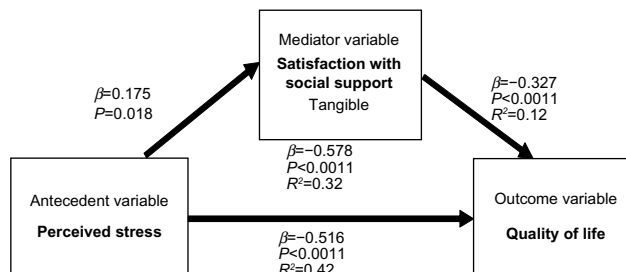 Mediator variable
Satisfaction with
social support
Tangible
β=0.175
P=0.018
β=−0.327
P<0.0011
R²=0.12
β=−0.578
P<0.0011
R²=0.32
Antecedent variable
Perceived stress
Outcome variable
Quality of life
β=−0.516
P<0.0011
R²=0.42